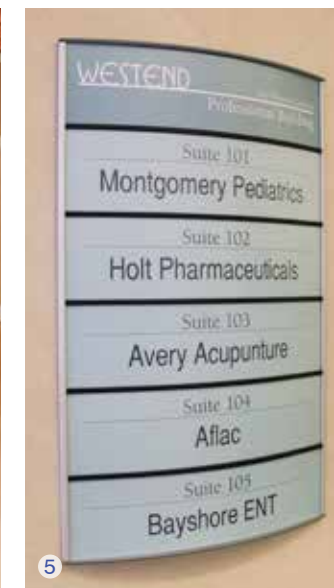 WESTEND
Professional Building
Suite 101
Montgomery Pediatrics
Suite 102
Holt Pharmaceuticals
Suite 103
Avery Acupunture
Suite 104
Aflac
Suite 105
Bayshore ENT
5